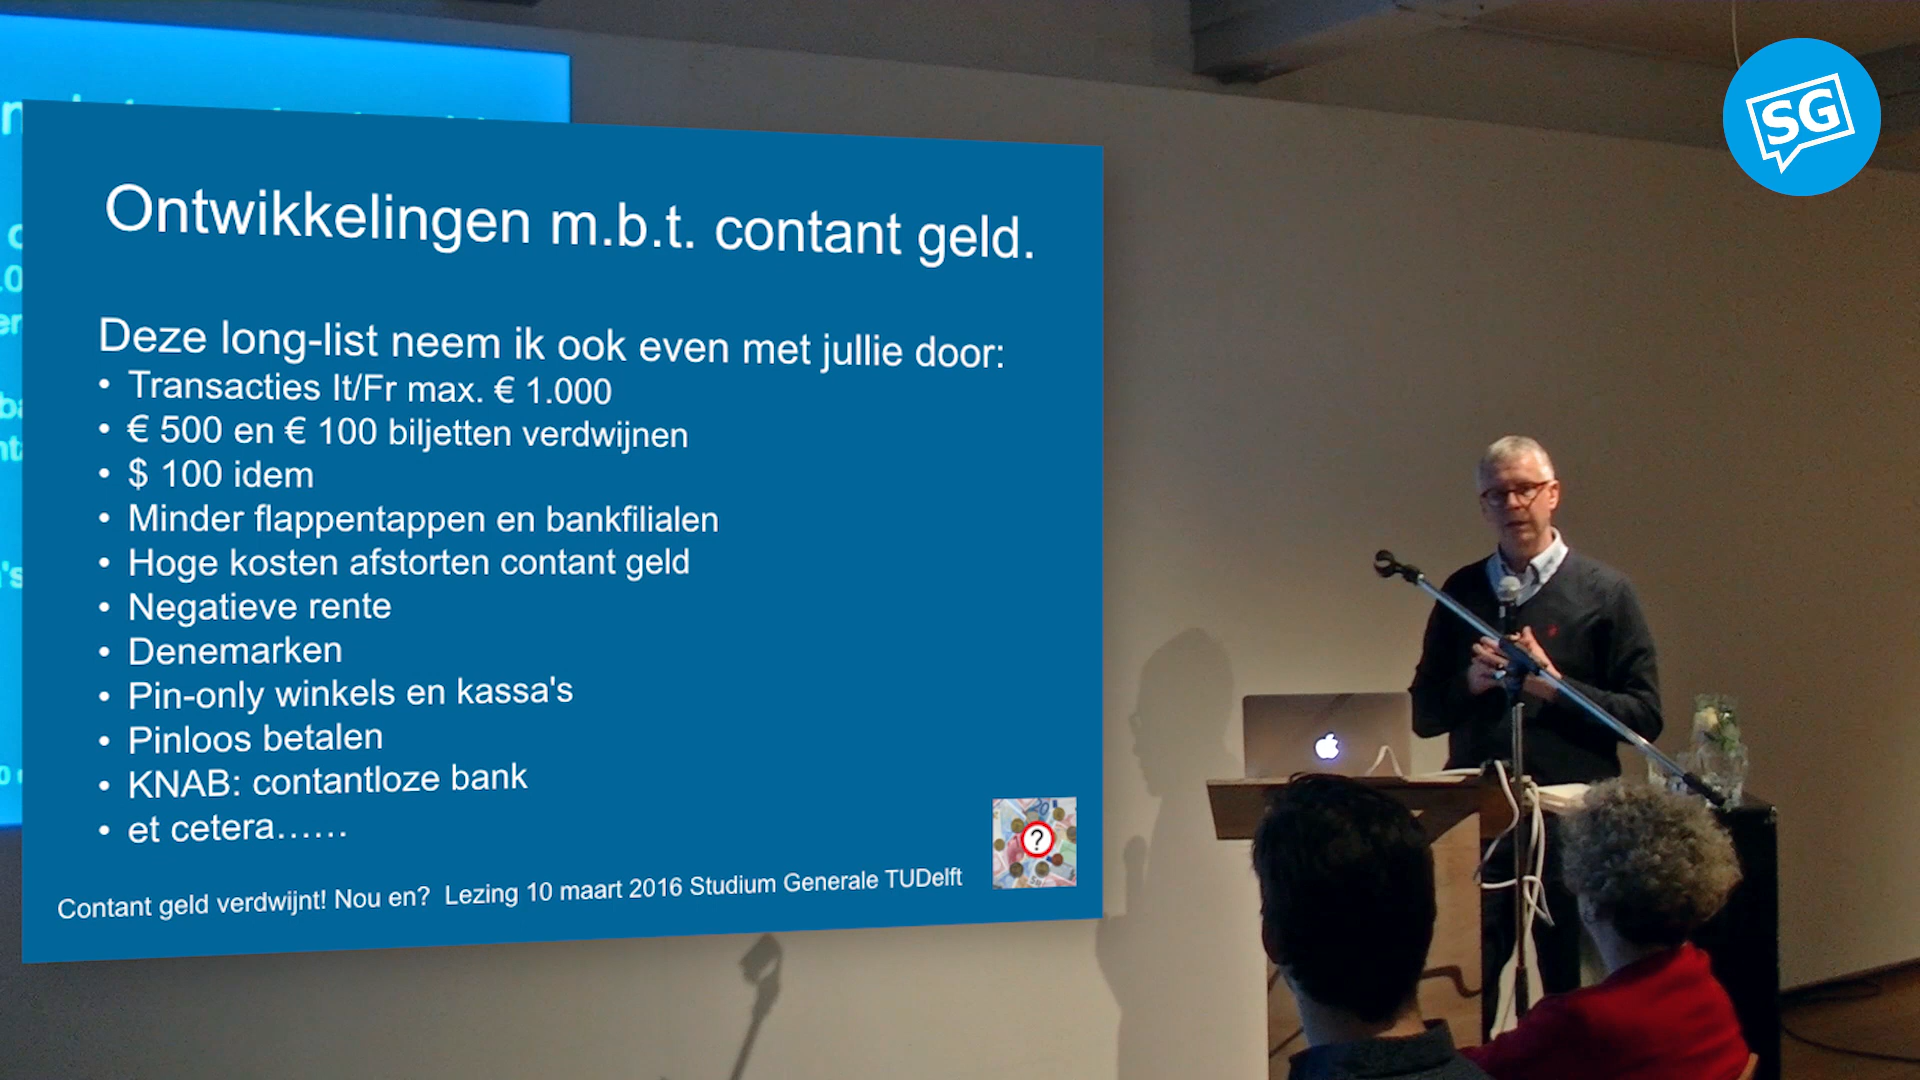 SG
Ontwikkelingen m.b.t. contant geld.
Deze long-list neem ik ook even met jullie door:
• Transacties It/Fr max. € 1.000
• € 500 en € 100 biljetten verdwijnen
• $ 100 idem
• Minder flappentappen en bankfilialen
• Hoge kosten afstorten contant geld
• Negatieve rente
• Denemarken
• Pin-only winkels en kassa's
• Pinloos betalen
• KNAB: contantloze bank
• et cetera......
?
Contant geld verdwijnt! Nou en? Lezing 10 maart 2016 Studium Generale TUDelft